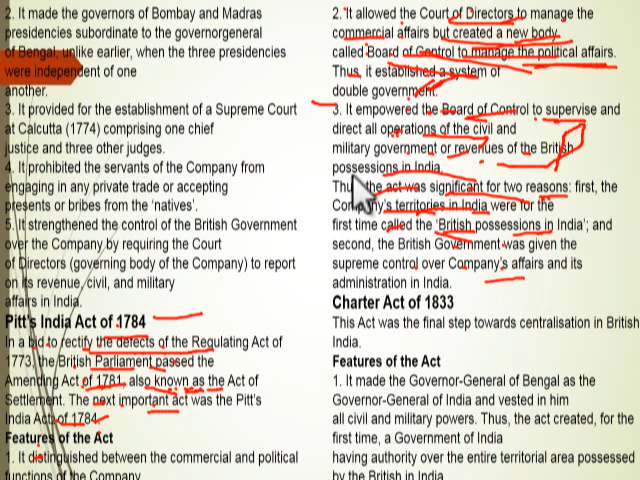 2. It made the governors of Bombay and Madras
presidencies subordinate to the governorgeneral
of Bengal, unlike earlier, when the three presidencies
were independent of one
another.
3. It provided for the establishment of a Supreme Court
at Calcutta (1774) comprising one chief
justice and three other judges.
4. It prohibited the servants of the Company from
engaging in any private trade or accepting
presents or bribes from the ‘natives’.
5. It strengthened the control of the British Government
over the Company by requiring the Court
of Directors (governing body of the Company) to report
on its revenue, civil, and military
affairs in India.
Pitt’s India Act of 1784
In a bid to rectify the defects of the Regulating Act of
1773, the British Parliament passed the
Amending Act of 1781, also known as the Act of
Settlement. The next important act was the Pitt’s
India Act of 1784.
Features of the Act
1. It distinguished between the commercial and political
functions of the Company.
2. It allowed the Court of Directors to manage the
commercial affairs but created a new body
called Board of Control to manage the political affairs.
Thus, it established a system of
double government.
3. It empowered the Board of Control to supervise and
direct all operations of the civil and
military government or revenues of the British
possessions in India.
Thus, the act was significant for two reasons: first, the
Company’s territories in India were for the
first time called the ‘British possessions in India’; and
second, the British Government was given the
supreme control over Company’s affairs and its
administration in India.
Charter Act of 1833
This Act was the final step towards centralisation in British
India.
Features of the Act
1. It made the Governor-General of Bengal as the
Governor-General of India and vested in him
all civil and military powers. Thus, the act created, for the
first time, a Government of India
having authority over the entire territorial area possessed
by the British in India.